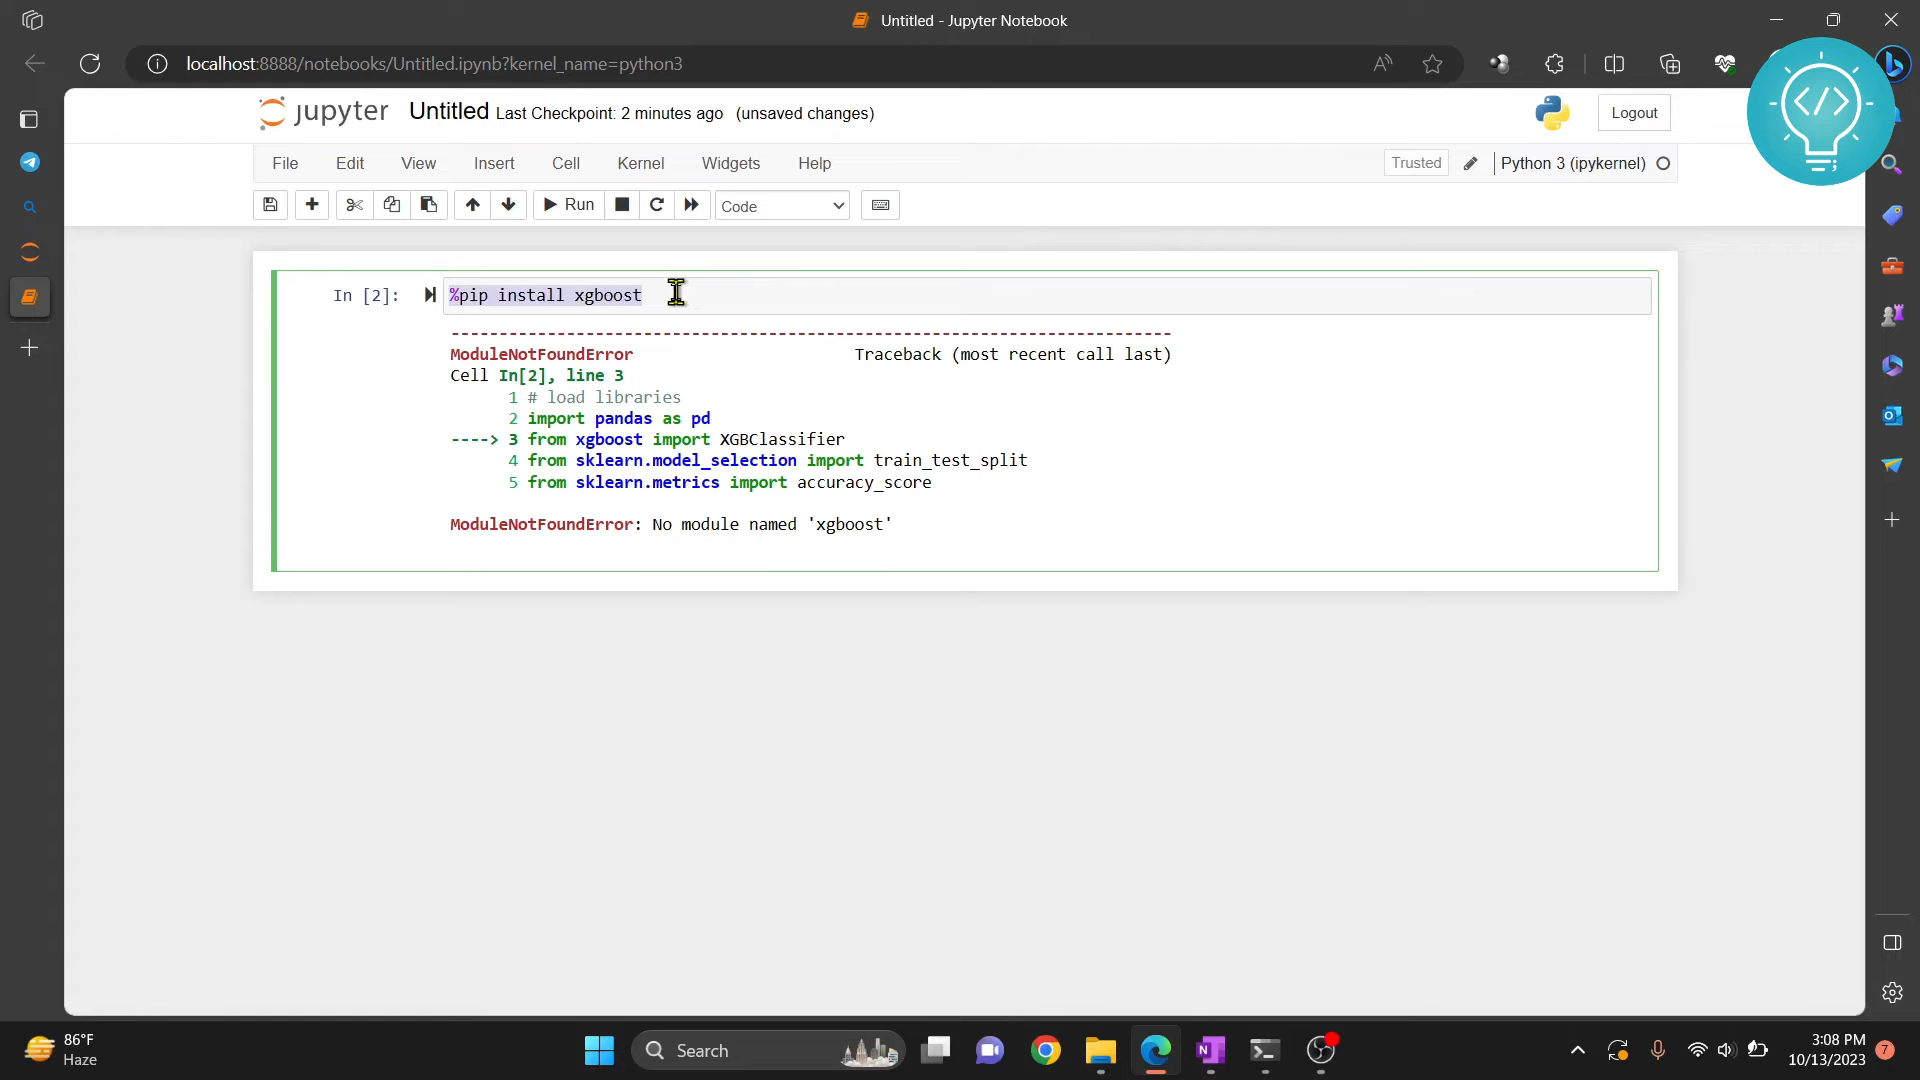 Untitled - Jupyter Notebook
localhost:8888/notebooks/Untitled.ipynb?kernel_name=python3
jupyter Untitled Last Checkpoint: 2 minutes ago (unsaved changes)
Logout
File Edit View Insert Cell Kernel Widgets Help
Trusted Python 3 (ipykernel)
Run Code
In [2]: %pip install xgboost
---------------------------------------------------------------------------
ModuleNotFoundError Traceback (most recent call last)
Cell In[2], line 3
1 # load libraries
2 import pandas as pd
----> 3 from xgboost import XGBClassifier
4 from sklearn.model_selection import train_test_split
5 from sklearn.metrics import accuracy_score
ModuleNotFoundError: No module named 'xgboost'
86°F
Haze
Search
3:08 PM
10/13/2023
7